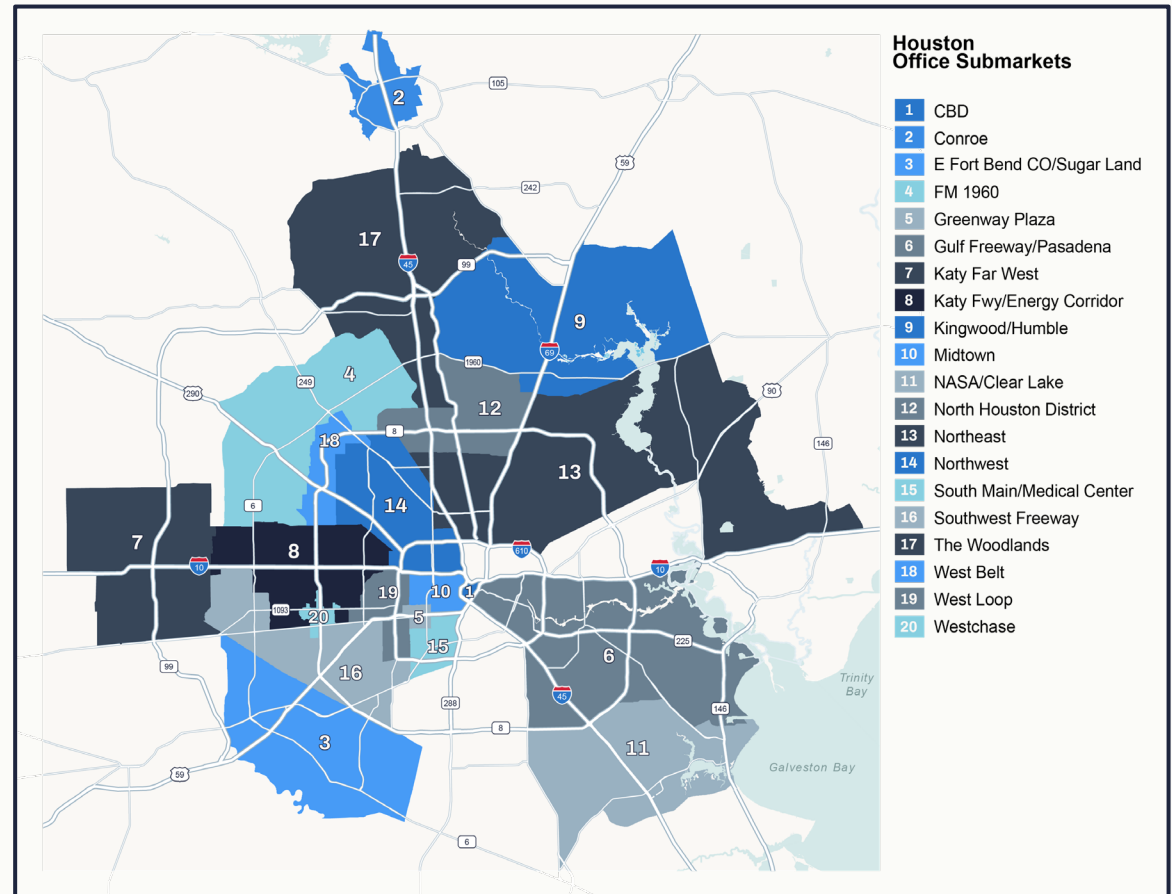 Houston
Office Submarkets
1 CBD
2 Conroe
3 E Fort Bend CO/Sugar Land
4 FM 1960
5 Greenway Plaza
6 Gulf Freeway/Pasadena
7 Katy Far West
8 Katy Fwy/Energy Corridor
9 Kingwood/Humble
10 Midtown
11 NASA/Clear Lake
12 North Houston District
13 Northeast
14 Northwest
15 South Main/Medical Center
16 Southwest Freeway
17 The Woodlands
18 West Belt
19 West Loop
20 Westchase
2
105
59
242
17
45
99
9
69
1960
4
249
290
12
90
8
18
146
13
6
14
7
8
610
10
10
19
10
1
1093
20
5
15
6
225
99
16
Trinity
Bay
45
288
146
8
3
11
Galveston Bay
59
6